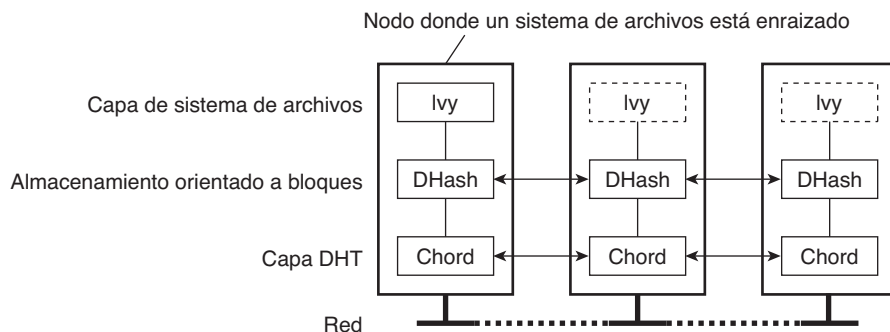 Nodo donde un sistema de archivos está enraizado
Capa de sistema de archivos
Ivy
Ivy
Ivy
Almacenamiento orientado a bloques
DHash
DHash
DHash
Capa DHT
Chord
Chord
Chord
Red